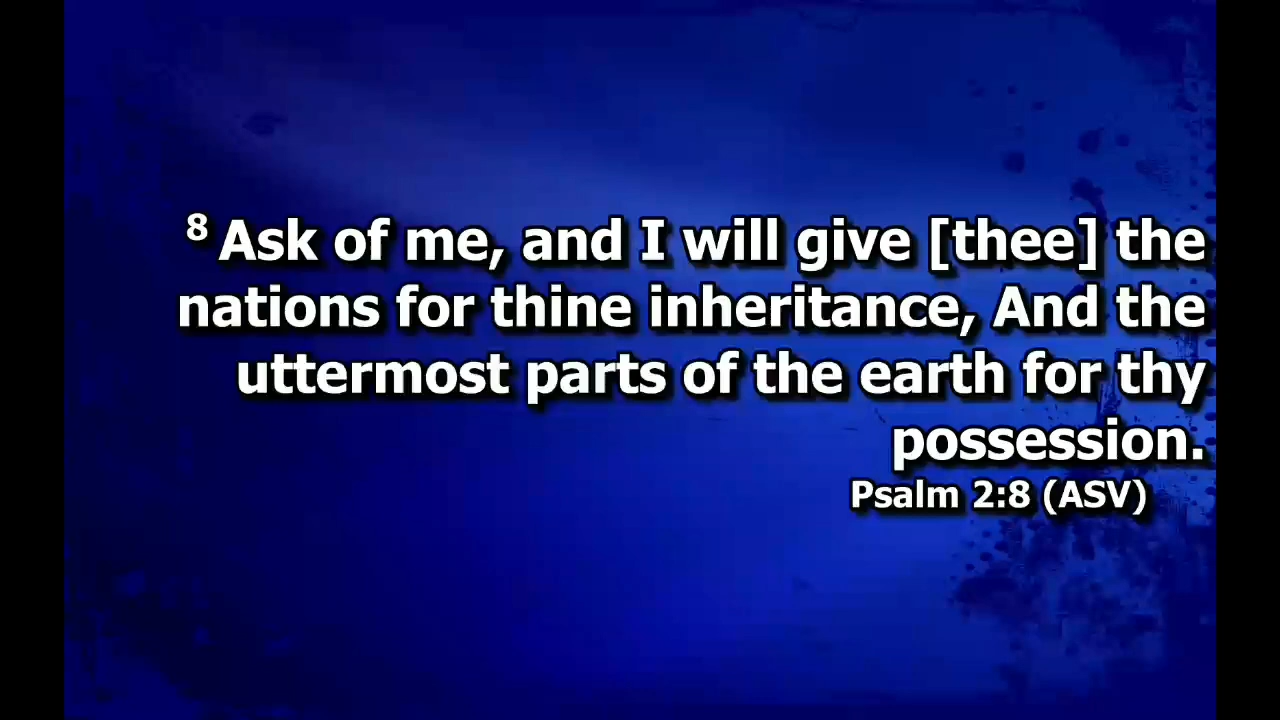 8 Ask of me, and I will give [thee] the
nations for thine inheritance, And the
uttermost parts of the earth for thy
possession.
Psalm 2:8 (ASV)